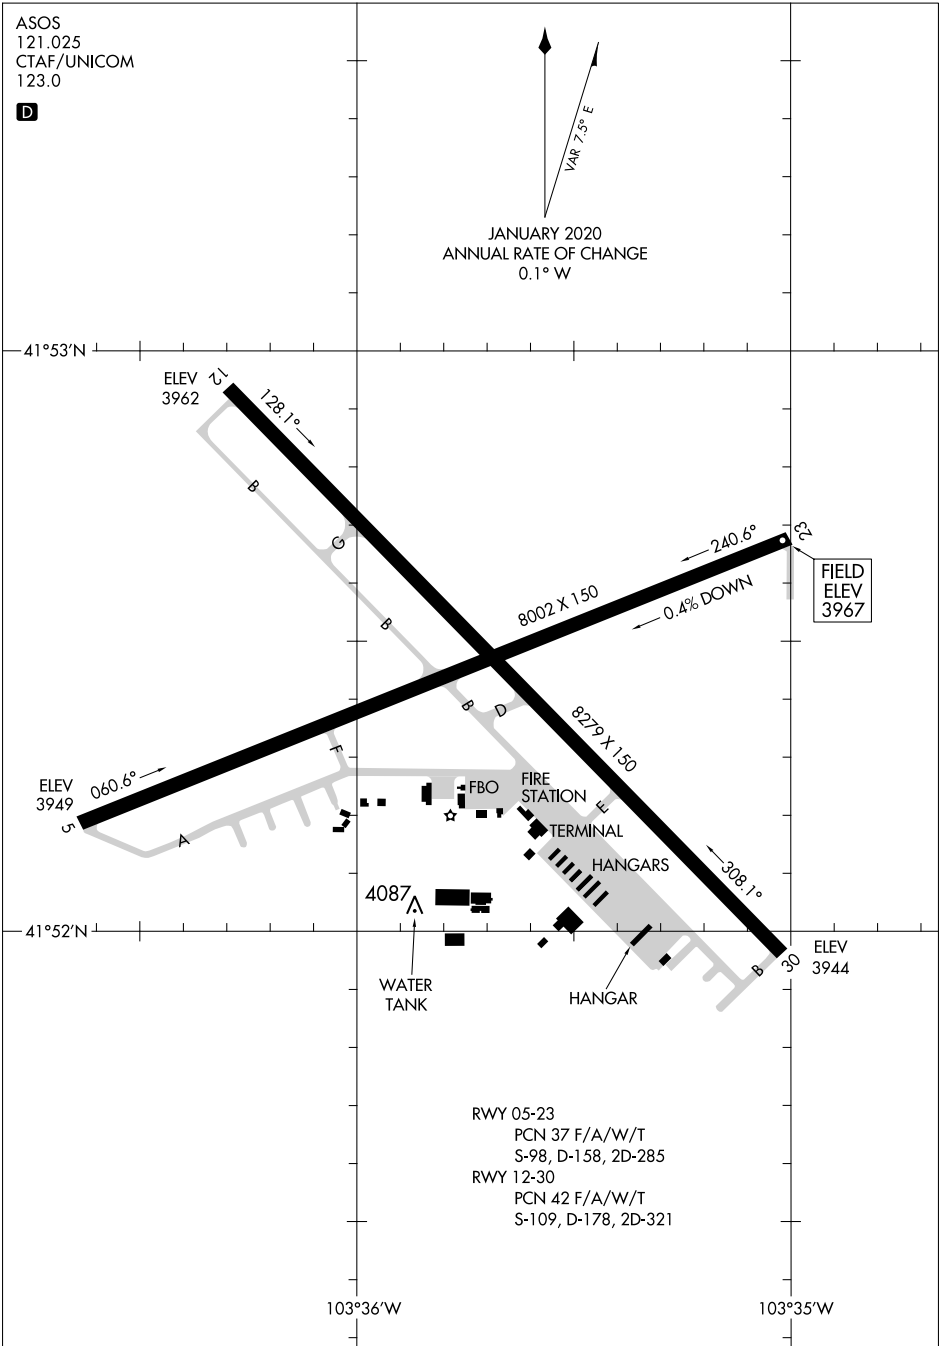 ASOS
121.025
CTAF/UNICOM
123.0
D
VAR 7.5° E
JANUARY 2020
ANNUAL RATE OF CHANGE
0.1° W
41°53'N
ELEV
3962
12
128.1°
B
G
B
8002 X 150
240.6°
23
0.4% DOWN
FIELD
ELEV
3967
B
D
8279 X 150
F
ELEV
3949
060.6°
5
A
FBO
FIRE
STATION
E
TERMINAL
HANGARS
308.1°
4087
41°52'N
WATER
TANK
HANGAR
B
30
ELEV
3944
RWY 05-23
PCN 37 F/A/W/T
S-98, D-158, 2D-285
RWY 12-30
PCN 42 F/A/W/T
S-109, D-178, 2D-321
103°36'W
103°35'W